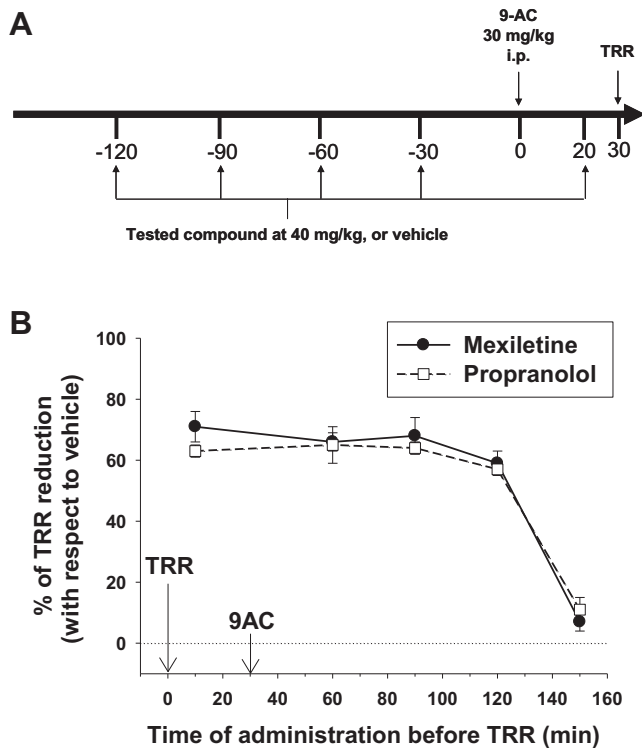 A
9-AC
30 mg/kg
i.p.
TRR
-120 -90 -60 -30 0 20 30
Tested compound at 40 mg/kg, or vehicle
B
% of TRR reduction
(with respect to vehicle)
100
80
60
40
20
0
Mexiletine
Propranolol
TRR
9AC
0 20 40 60 80 100 120 140 160
Time of administration before TRR (min)